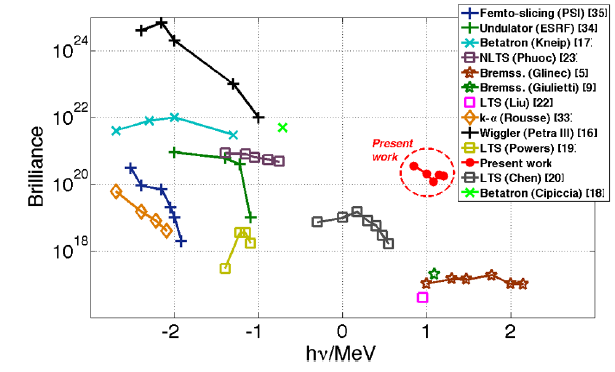 Brilliance
10^24
10^22
10^20
10^18
-2
-1
0
1
2
hν/MeV
Present
work
Femto-slicing (PSI) [35]
Undulator (ESRF) [34]
Betatron (Kneip) [17]
NLTS (Phuoc) [23]
Bremss. (Glinec) [5]
Bremss. (Giulietti) [9]
LTS (Liu) [22]
k-α (Rousse) [33]
Wiggler (Petra III) [16]
LTS (Powers) [19]
Present work
LTS (Chen) [20]
Betatron (Cipiccia) [18]